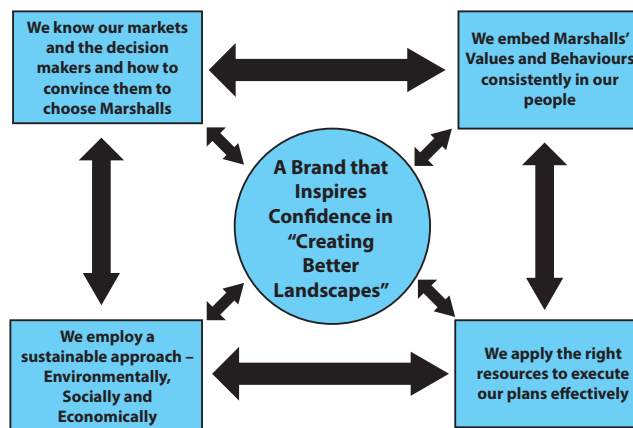 We know our markets
and the decision
makers and how to
convince them to
choose Marshalls
We embed Marshalls’
Values and Behaviours
consistently in our
people
A Brand that
Inspires
Confidence in
“Creating
Better
Landscapes”
We employ a
sustainable approach –
Environmentally,
Socially and
Economically
We apply the right
resources to execute
our plans effectively